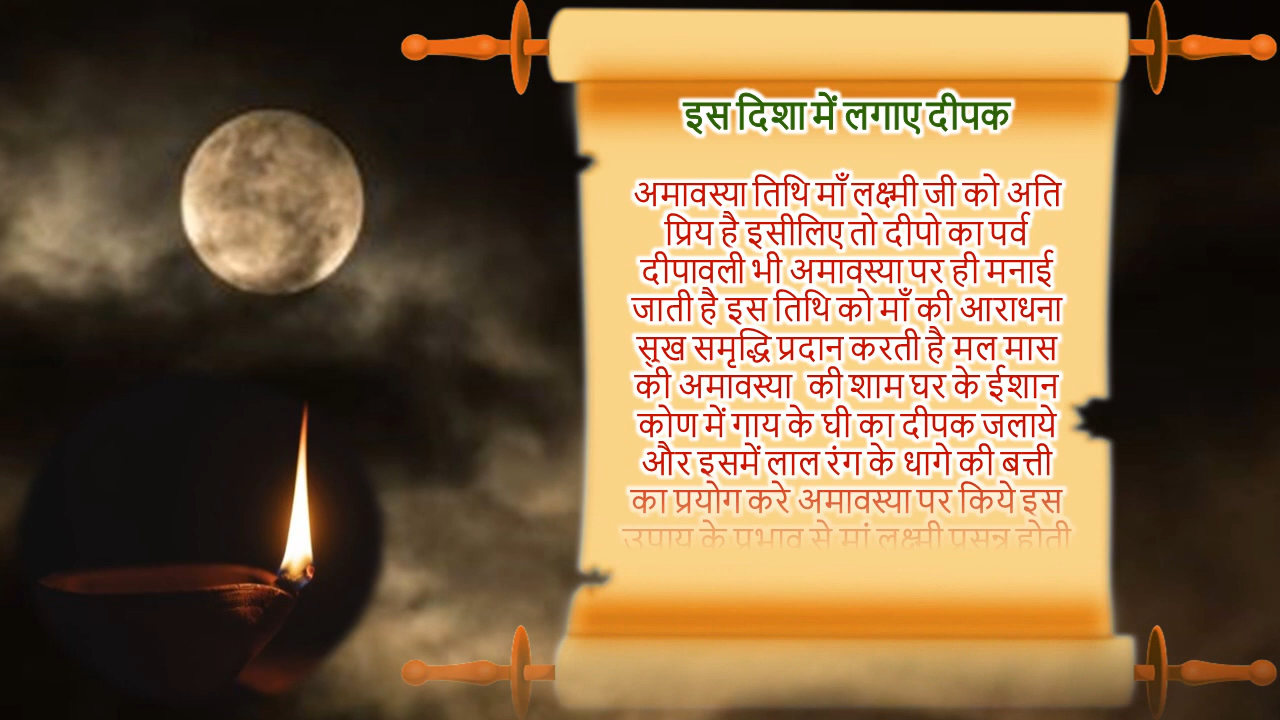 इस दिशा में लगाए दीपक
अमावस्या तिथि माँ लक्ष्मी जी को अति
प्रिय है इसीलिए तो दीपो का पर्व
दीपावली भी अमावस्या पर ही मनाई
जाती है इस तिथि को माँ की आराधना
सुख समृद्धि प्रदान करती है मल मास
की अमावस्या की शाम घर के ईशान
कोण में गाय के घी का दीपक जलाये
और इसमें लाल रंग के धागे की बत्ती
का प्रयोग करे अमावस्या पर किये इस
उपाय के प्रभाव से मां लक्ष्मी प्रसन्न होती